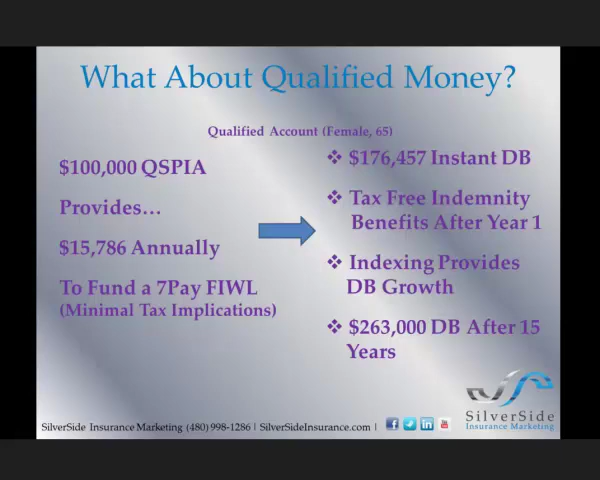 What About Qualified Money?
Qualified Account (Female, 65)
$100,000 QSPIA
Provides…
$15,786 Annually
To Fund a 7Pay FIWL
(Minimal Tax Implications)
❖ $176,457 Instant DB
❖ Tax Free Indemnity
Benefits After Year 1
❖ Indexing Provides
DB Growth
❖ $263,000 DB After 15
Years
SilverSide
Insurance Marketing
SilverSide Insurance Marketing (480) 998-1286 | SilverSideInsurance.com |